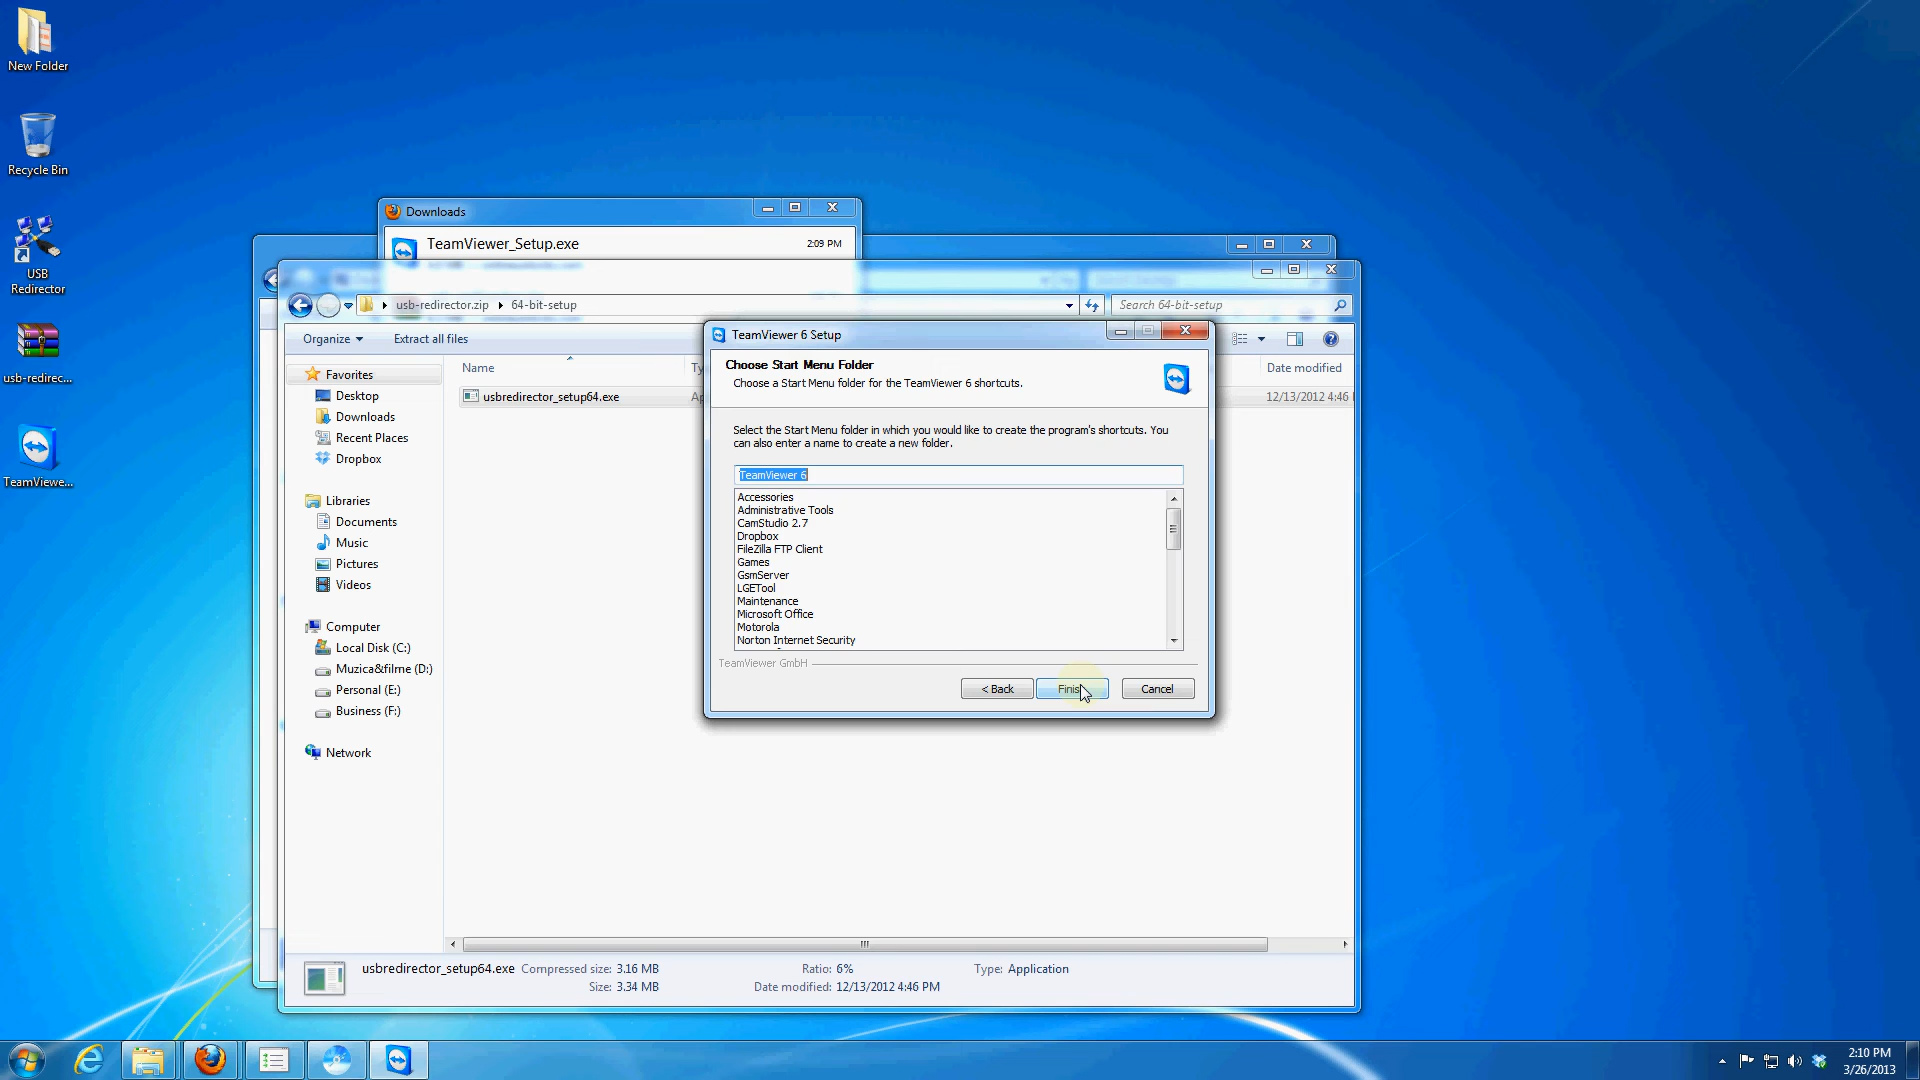 New Folder
Recycle Bin
USB
Redirector
usb-redirec...
TeamViewe...
Downloads
TeamViewer_Setup.exe
2:09 PM
usb-redirector.zip
64-bit-setup
Search 64-bit-setup
Organize
Extract all files
Name
Date modified
usbredirector_setup64.exe
12/13/2012 4:46
Favorites
Desktop
Downloads
Recent Places
Dropbox
Libraries
Documents
Music
Pictures
Videos
Computer
Local Disk (C:)
Muzica&filme (D:)
Personal (E:)
Business (F:)
Network
TeamViewer 6 Setup
Choose Start Menu Folder
Choose a Start Menu folder for the TeamViewer 6 shortcuts.
Select the Start Menu folder in which you would like to create the program's shortcuts. You
can also enter a name to create a new folder.
TeamViewer 6
Accessories
Administrative Tools
CamStudio 2.7
Dropbox
FileZilla FTP Client
Games
GsmServer
LGETool
Maintenance
Microsoft Office
Motorola
Norton Internet Security
TeamViewer GmbH
< Back
Finis
Cancel
usbredirector_setup64.exe
Compressed size: 3.16 MB
Ratio: 6%
Type: Application
Size: 3.34 MB
Date modified: 12/13/2012 4:46 PM
2:10 PM
3/26/2013